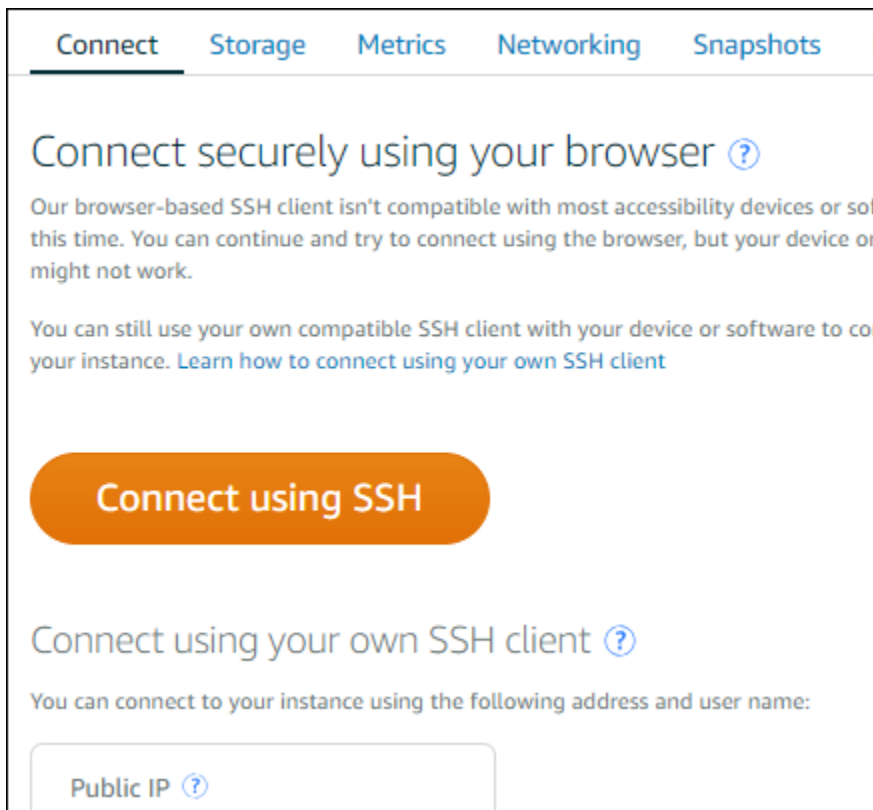 Connect Storage Metrics Networking Snapshots
Connect securely using your browser ?
Our browser-based SSH client isn't compatible with most accessibility devices or
this time. You can continue and try to connect using the browser, but your device
might not work.
You can still use your own compatible SSH client with your device or software to
your instance. Learn how to connect using your own SSH client
Connect using SSH
Connect using your own SSH client ?
You can connect to your instance using the following address and user name:
Public IP ?